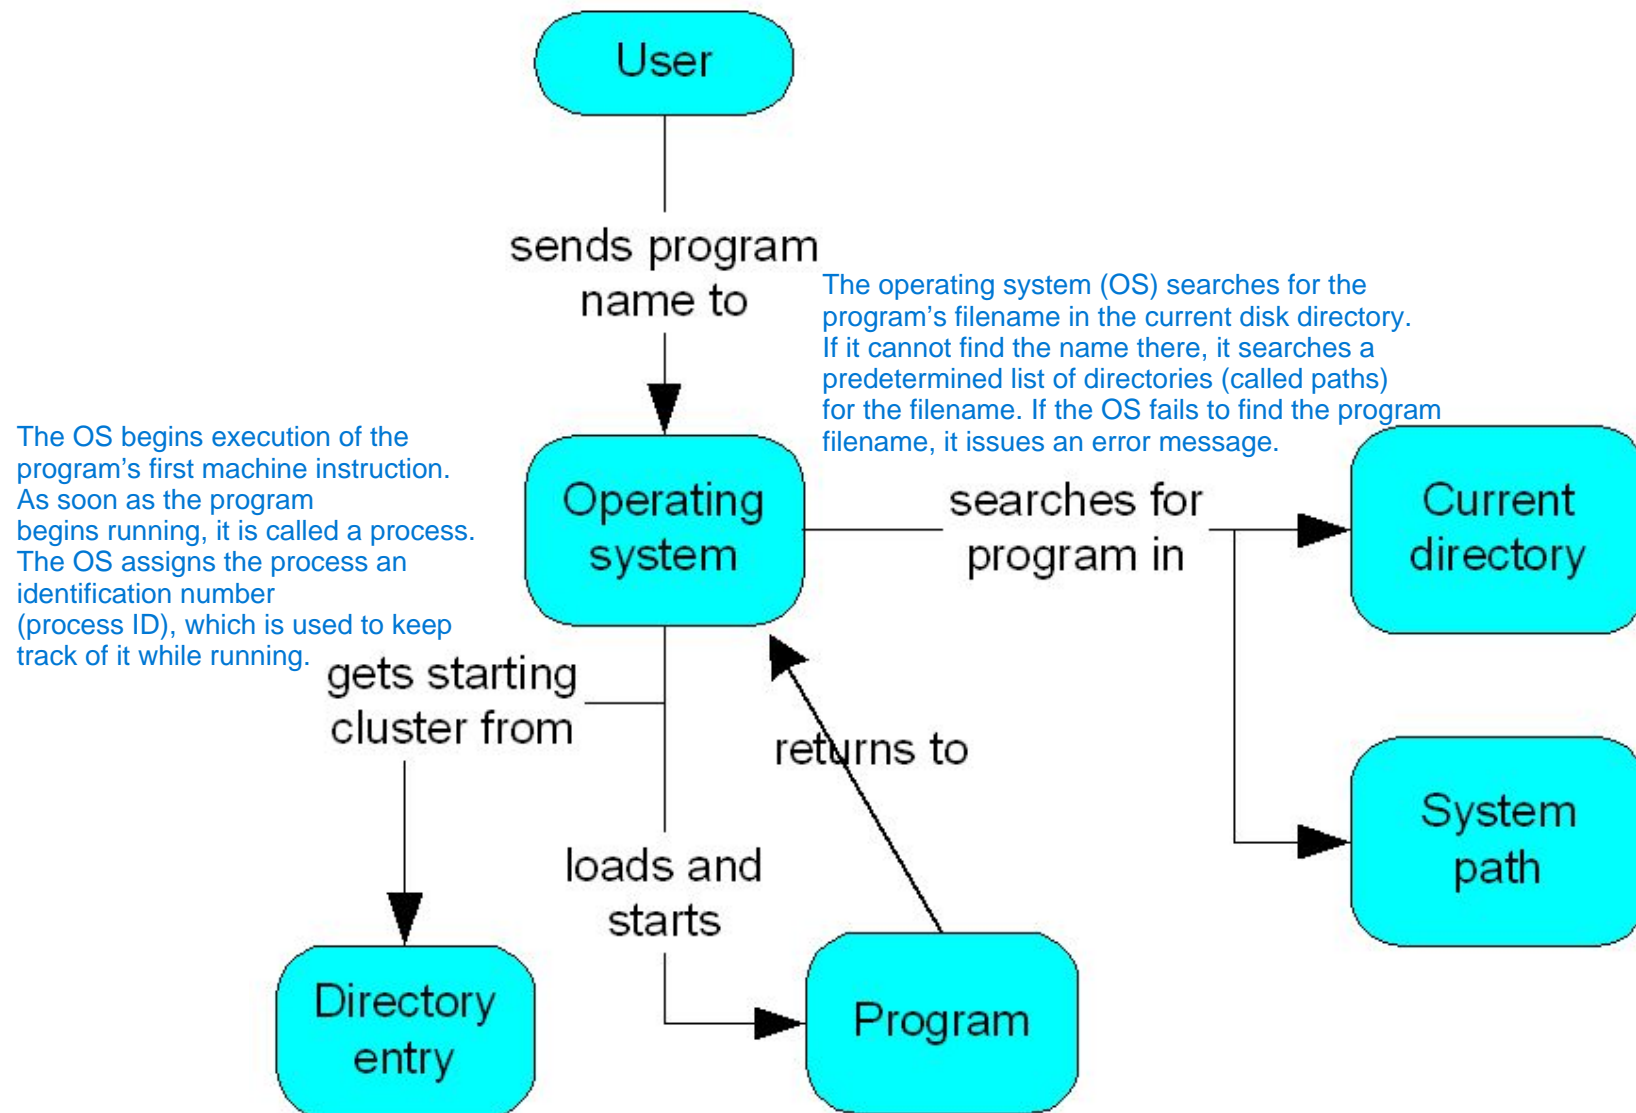 User
sends program
name to
The operating system (OS) searches for the
program’s filename in the current disk directory.
If it cannot find the name there, it searches a
predetermined list of directories (called paths)
for the filename. If the OS fails to find the program
filename, it issues an error message.
The OS begins execution of the
program’s first machine instruction.
As soon as the program
begins running, it is called a process.
The OS assigns the process an
identification number
(process ID), which is used to keep
track of it while running.
Operating
system
searches for
program in
Current
directory
gets starting
cluster from
returns to
System
path
loads and
starts
Directory
entry
Program